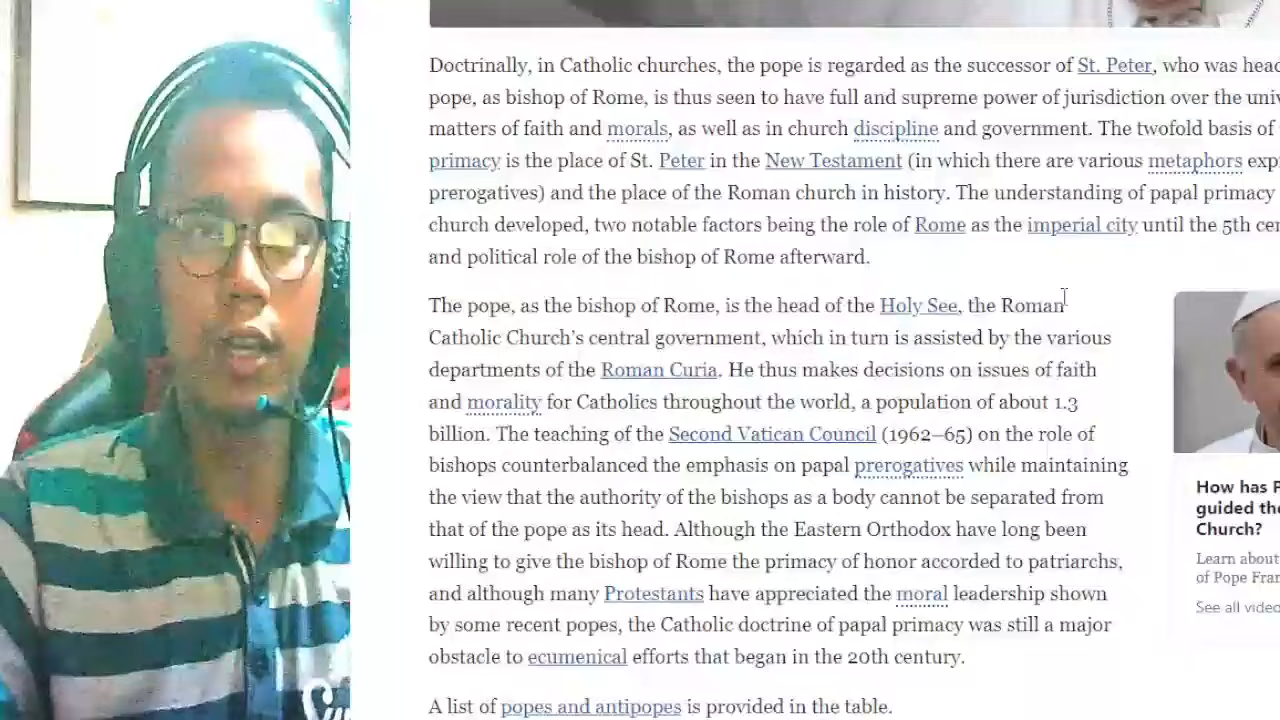 Doctrinally, in Catholic churches, the pope is regarded as the successor of St. Peter, who was head
pope, as bishop of Rome, is thus seen to have full and supreme power of jurisdiction over the
matters of faith and morals, as well as in church discipline and government. The twofold basis of
primacy is the place of St. Peter in the New Testament (in which there are various metaphors
prerogatives) and the place of the Roman church in history. The understanding of papal primacy
church developed, two notable factors being the role of Rome as the imperial city until the 5th
and political role of the bishop of Rome afterward.
The pope, as the bishop of Rome, is the head of the Holy See, the Roman
Catholic Church's central government, which in turn is assisted by the various
departments of the Roman Curia. He thus makes decisions on issues of faith
and morality for Catholics throughout the world, a population of about 1.3
billion. The teaching of the Second Vatican Council (1962–65) on the role of
bishops counterbalanced the emphasis on papal prerogatives while maintaining
the view that the authority of the bishops as a body cannot be separated from
that of the pope as its head. Although the Eastern Orthodox have long been
willing to give the bishop of Rome the primacy of honor accorded to patriarchs,
and although many Protestants have appreciated the moral leadership shown
by some recent popes, the Catholic doctrine of papal primacy was still a major
obstacle to ecumenical efforts that began in the 20th century.
A list of popes and antipopes is provided in the table.
How has
guided the
Church?
Learn about
of Pope
See all